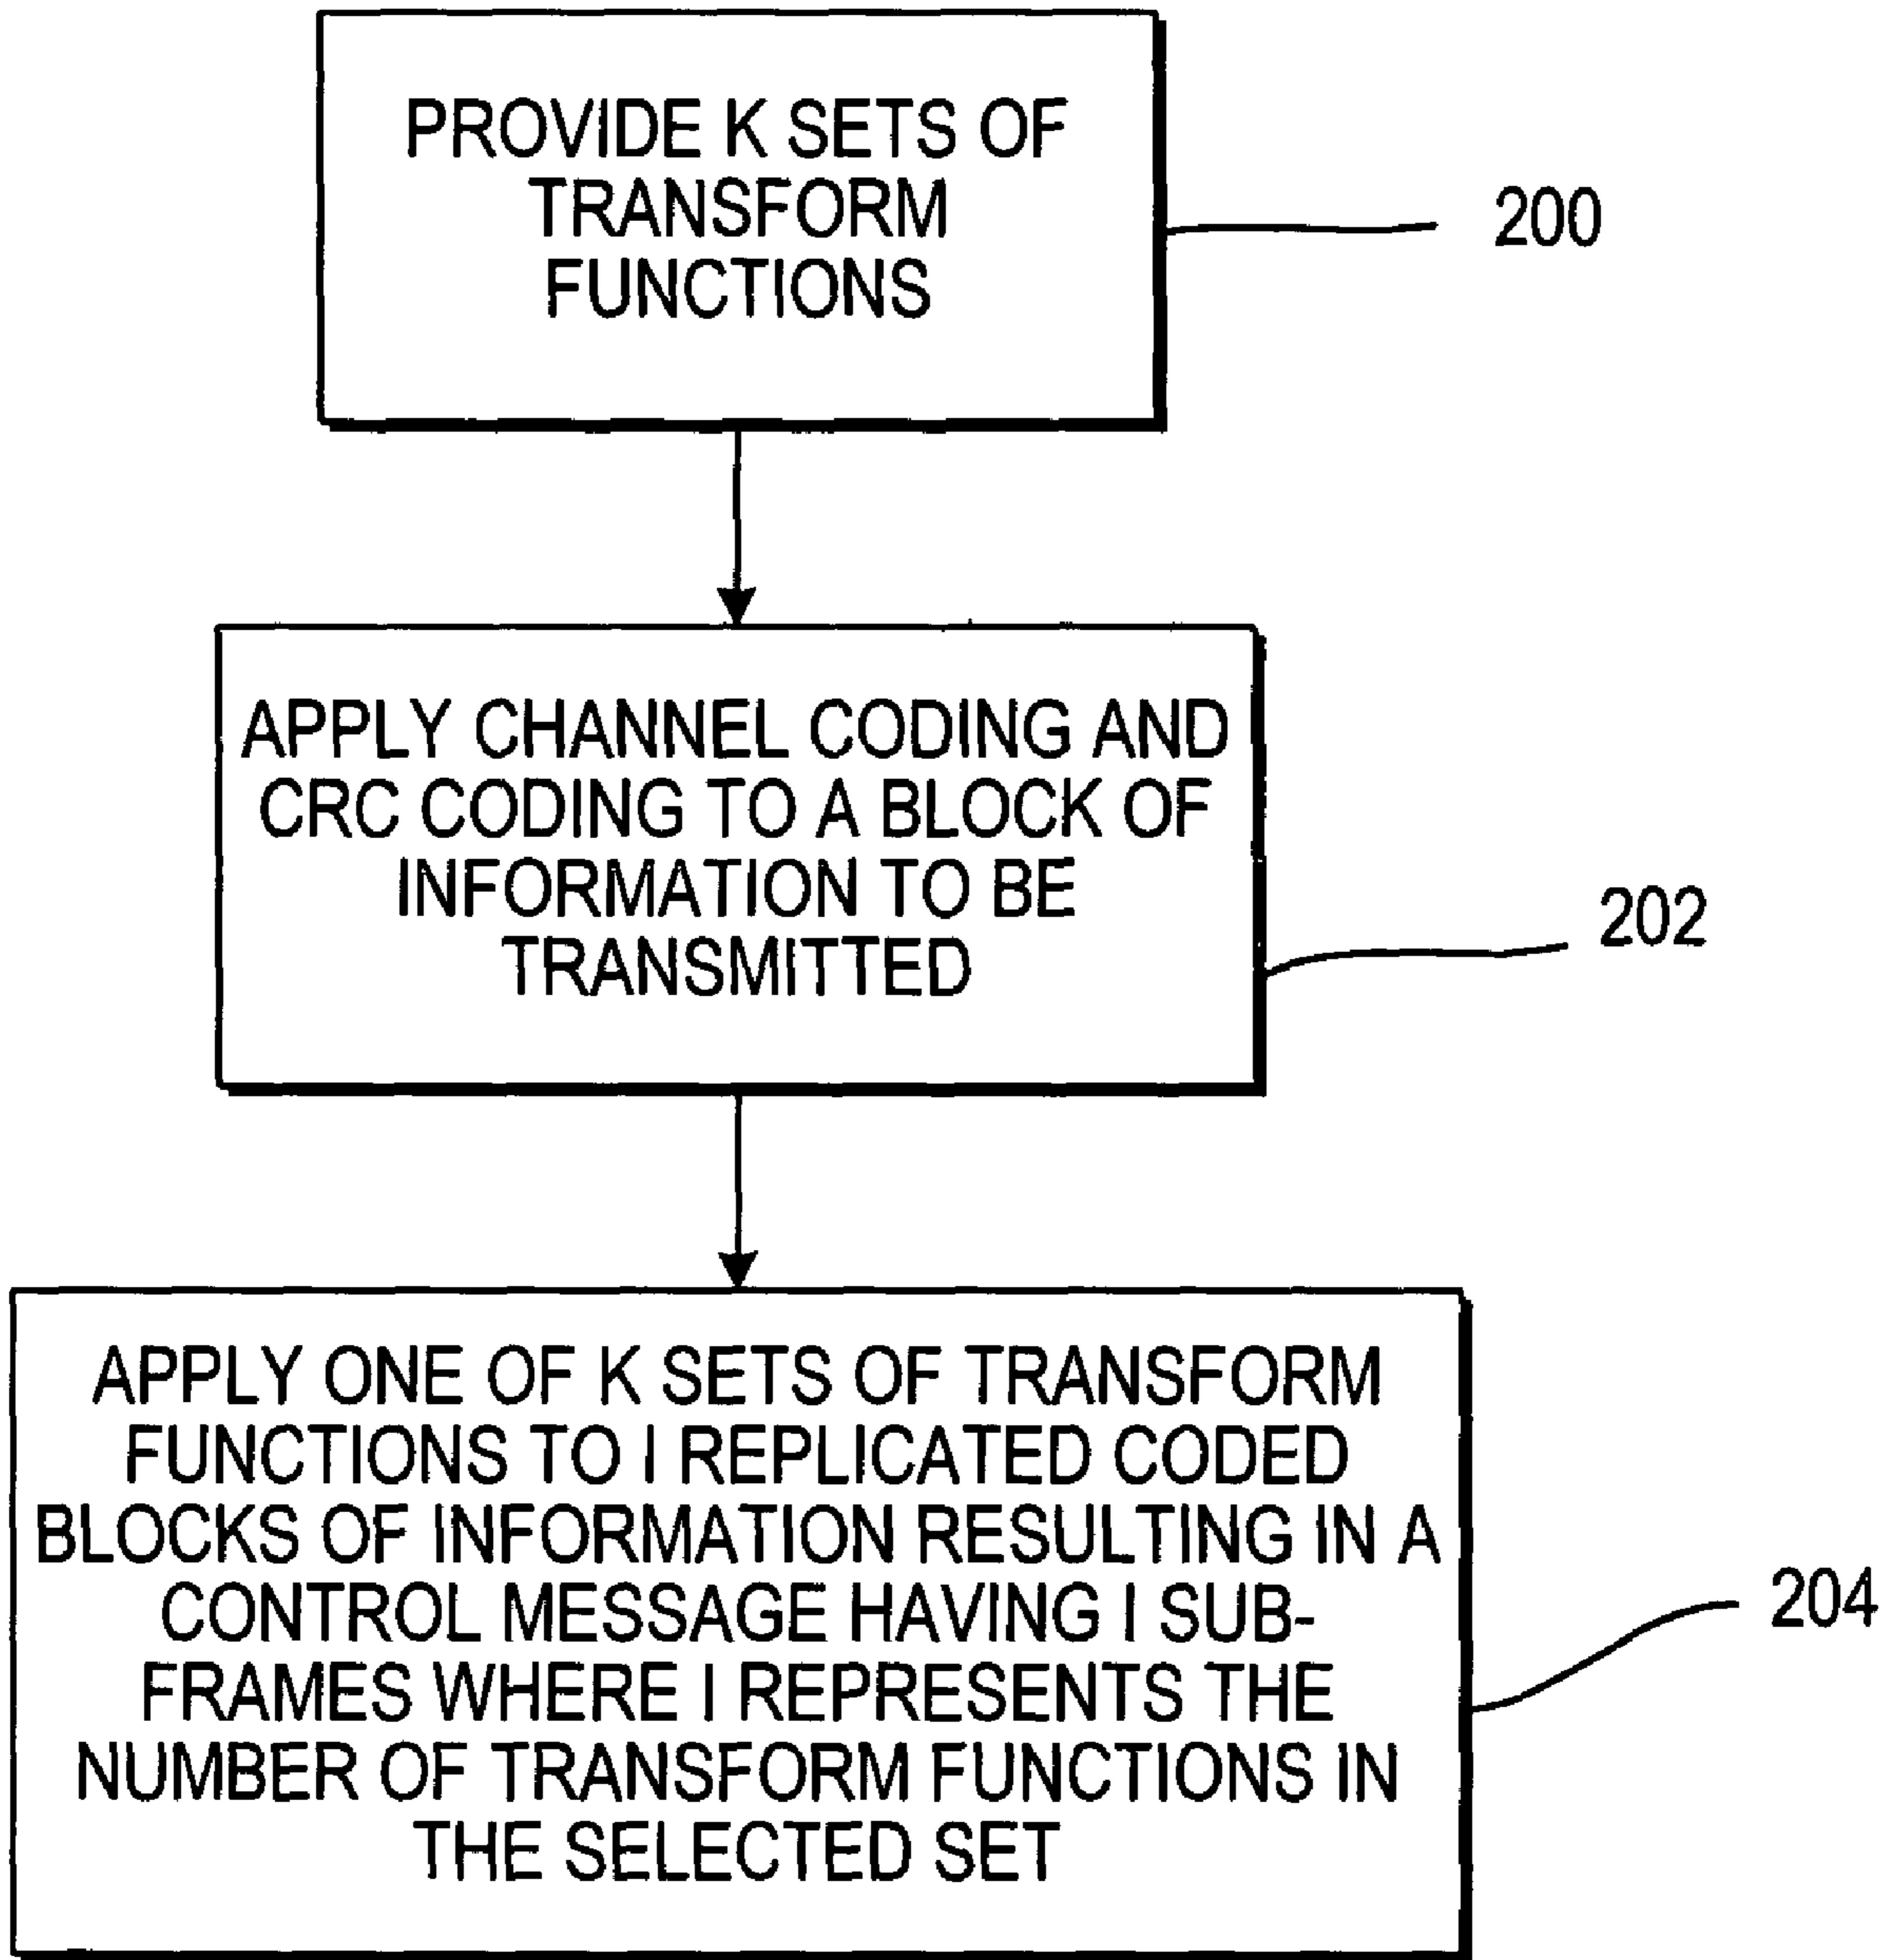 PROVIDE K SETS OF
TRANSFORM
FUNCTIONS
200
APPLY CHANNEL CODING AND
CRC CODING TO A BLOCK OF
INFORMATION TO BE
TRANSMITTED
202
APPLY ONE OF K SETS OF TRANSFORM
FUNCTIONS TO I REPLICATED CODED
BLOCKS OF INFORMATION RESULTING IN A
CONTROL MESSAGE HAVING I SUB-
FRAMES WHERE I REPRESENTS THE
NUMBER OF TRANSFORM FUNCTIONS IN
THE SELECTED SET
204